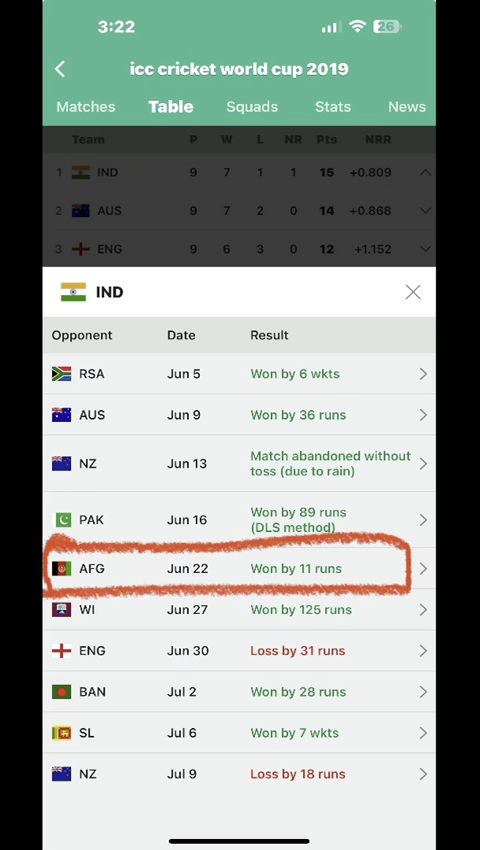 3:22 26
icc cricket world cup 2019
Matches Table Squads Stats News
Team P W L NR Pts NRR
1 IND 9 7 1 1 15 +0.809
2 AUS 9 7 2 0 14 +0.868
3 ENG 9 6 3 0 12 +1.152
IND
Opponent Date Result
RSA Jun 5 Won by 6 wkts
AUS Jun 9 Won by 36 runs
NZ Jun 13 Match abandoned without
toss (due to rain)
PAK Jun 16 Won by 89 runs
(DLS method)
AFG Jun 22 Won by 11 runs
WI Jun 27 Won by 125 runs
ENG Jun 30 Loss by 31 runs
BAN Jul 2 Won by 28 runs
SL Jul 6 Won by 7 wkts
NZ Jul 9 Loss by 18 runs